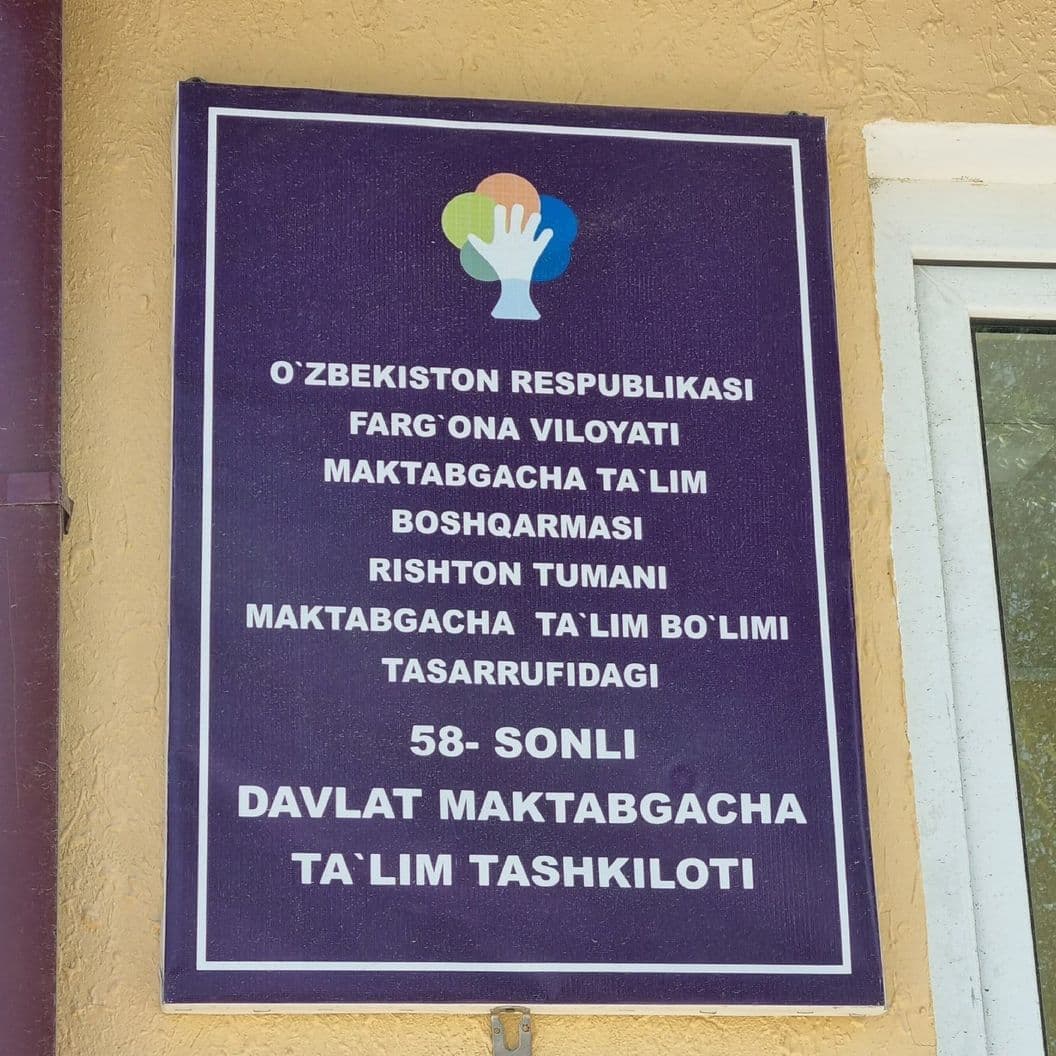 O`ZBEKISTON RESPUBLIKASI
FARG`ONA VILOYATI
MAKTABGACHA TA`LIM
BOSHQARMASI
RISHTON TUMANI
MAKTABGACHA TA`LIM BO`LIMI
TASARRUFIDAGI
58- SONLI
DAVLAT MAKTABGACHA
TA`LIM TASHKILOTI